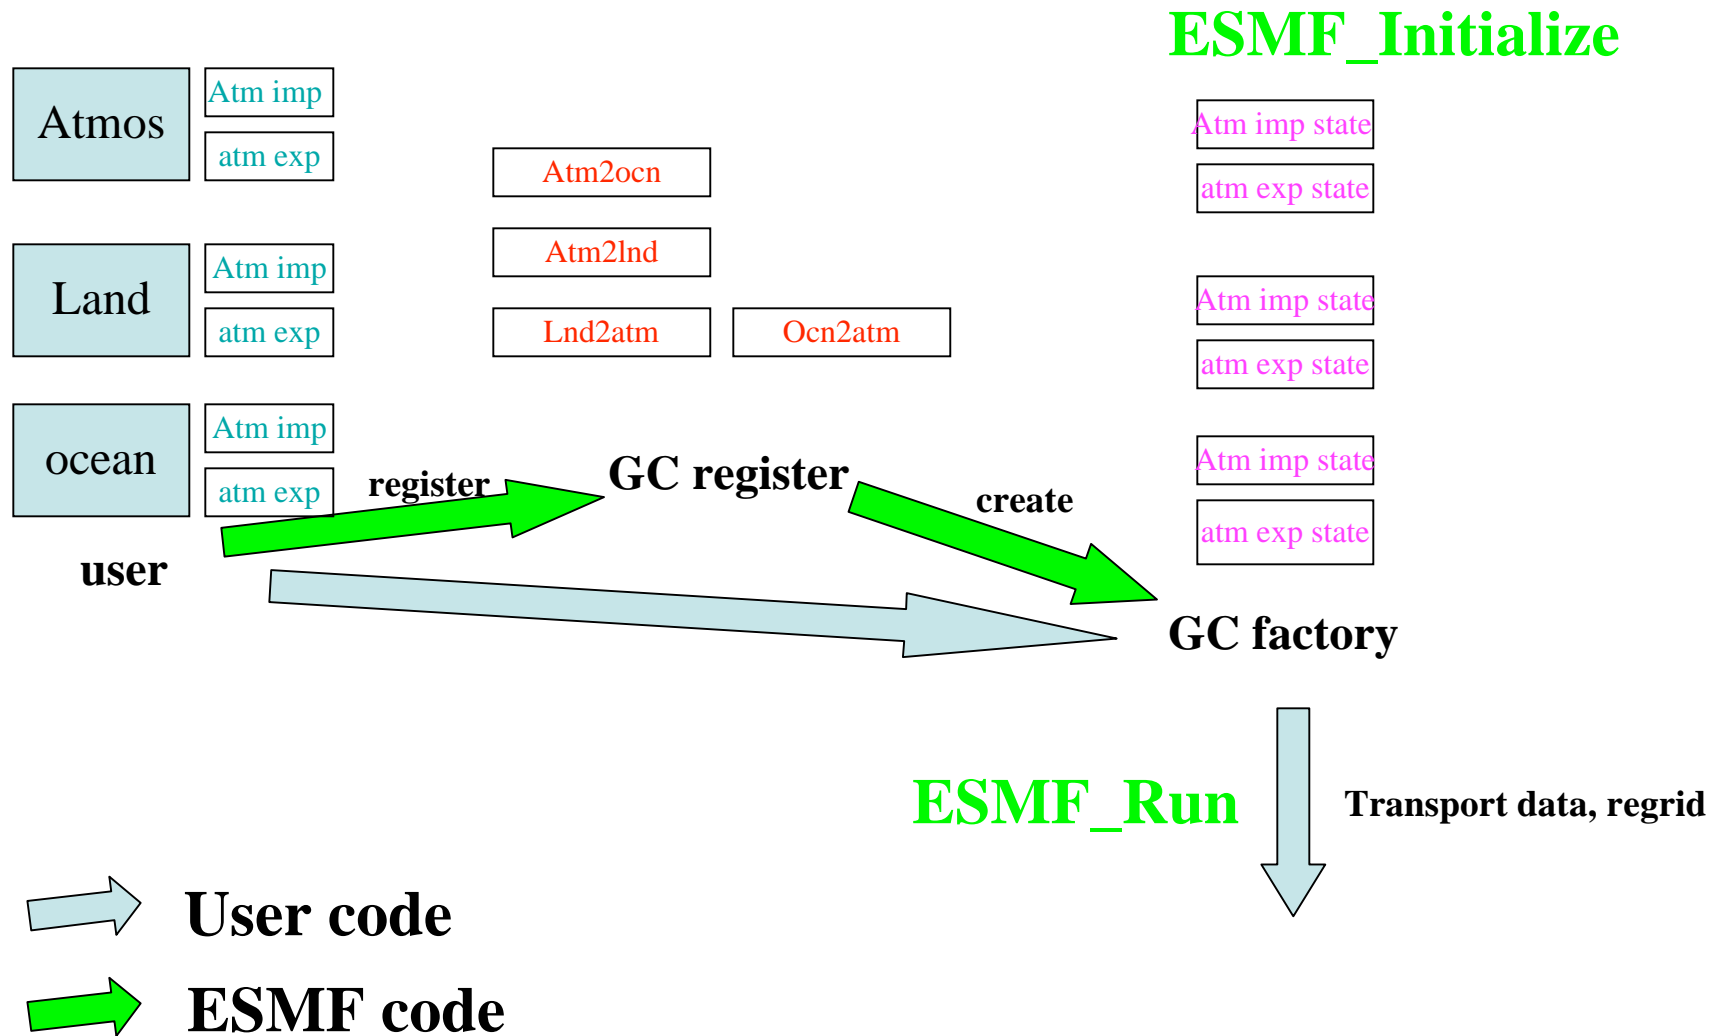 ESMF_Initialize
Atmos
Atm imp
atm exp
Atm2ocn
Atm imp state
atm exp state
Land
Atm imp
atm exp
Atm2lnd
Lnd2atm
Ocn2atm
Atm imp state
atm exp state
ocean
Atm imp
atm exp
register
GC register
create
Atm imp state
atm exp state
user
GC factory
ESMF_Run
Transport data, regrid
User code
ESMF code